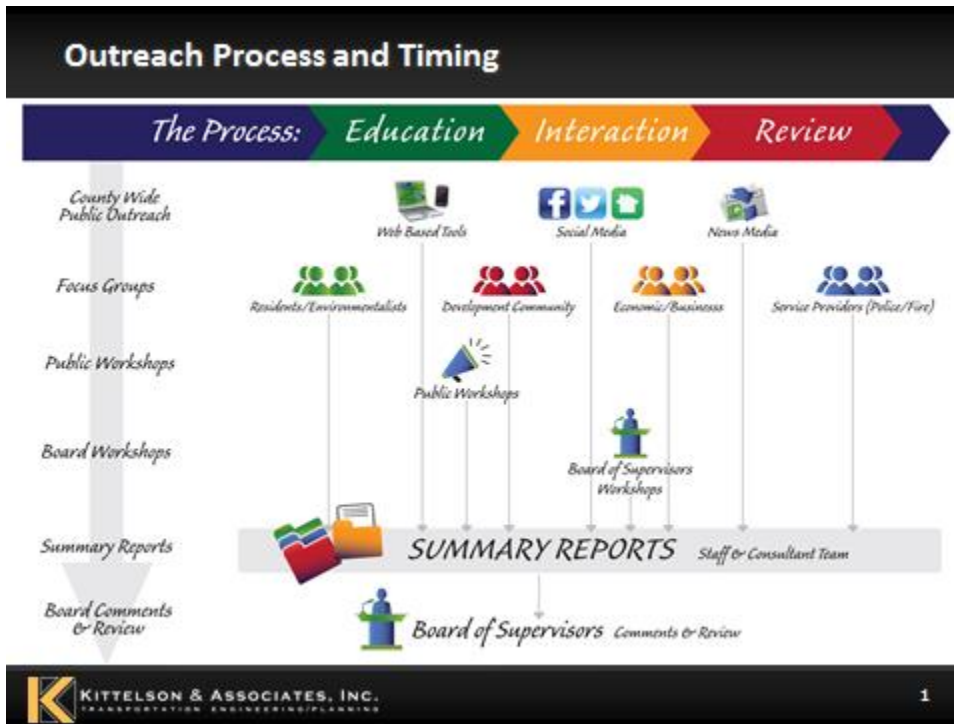 Outreach Process and Timing
The Process:
Education
Interaction
Review
County Wide
Public Outreach
Web Based Tools
Social Media
News Media
Focus Groups
Residents/Environmentalists
Development Community
Economic/Businesss
Service Providers (Police/Fire)
Public Workshops
Public Workshops
Board Workshops
Board of Supervisors
Workshops
Summary Reports
SUMMARY REPORTS Staff & Consultant Team
Board Comments
& Review
Board of Supervisors Comments & Review
KITTELSON & ASSOCIATES, INC.
TRANSPORTATION ENGINEERING/PLANNING
1